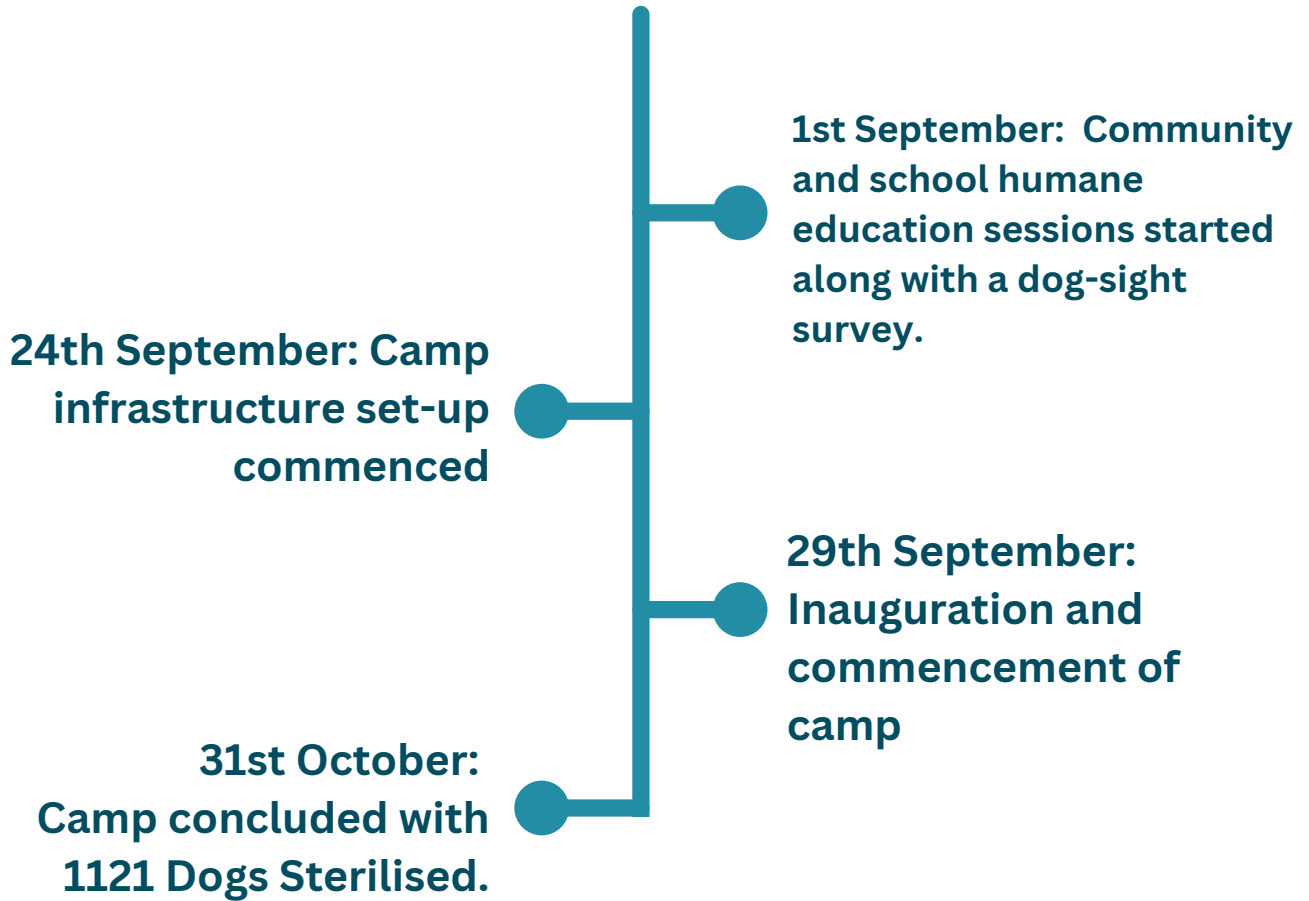 1st September:  Community
and school humane
education sessions started
along with a dog-sight
survey.
24th September: Camp
infrastructure set-up
commenced
29th September:
Inauguration and
commencement of
camp
31st October:
Camp concluded with
1121 Dogs Sterilised.